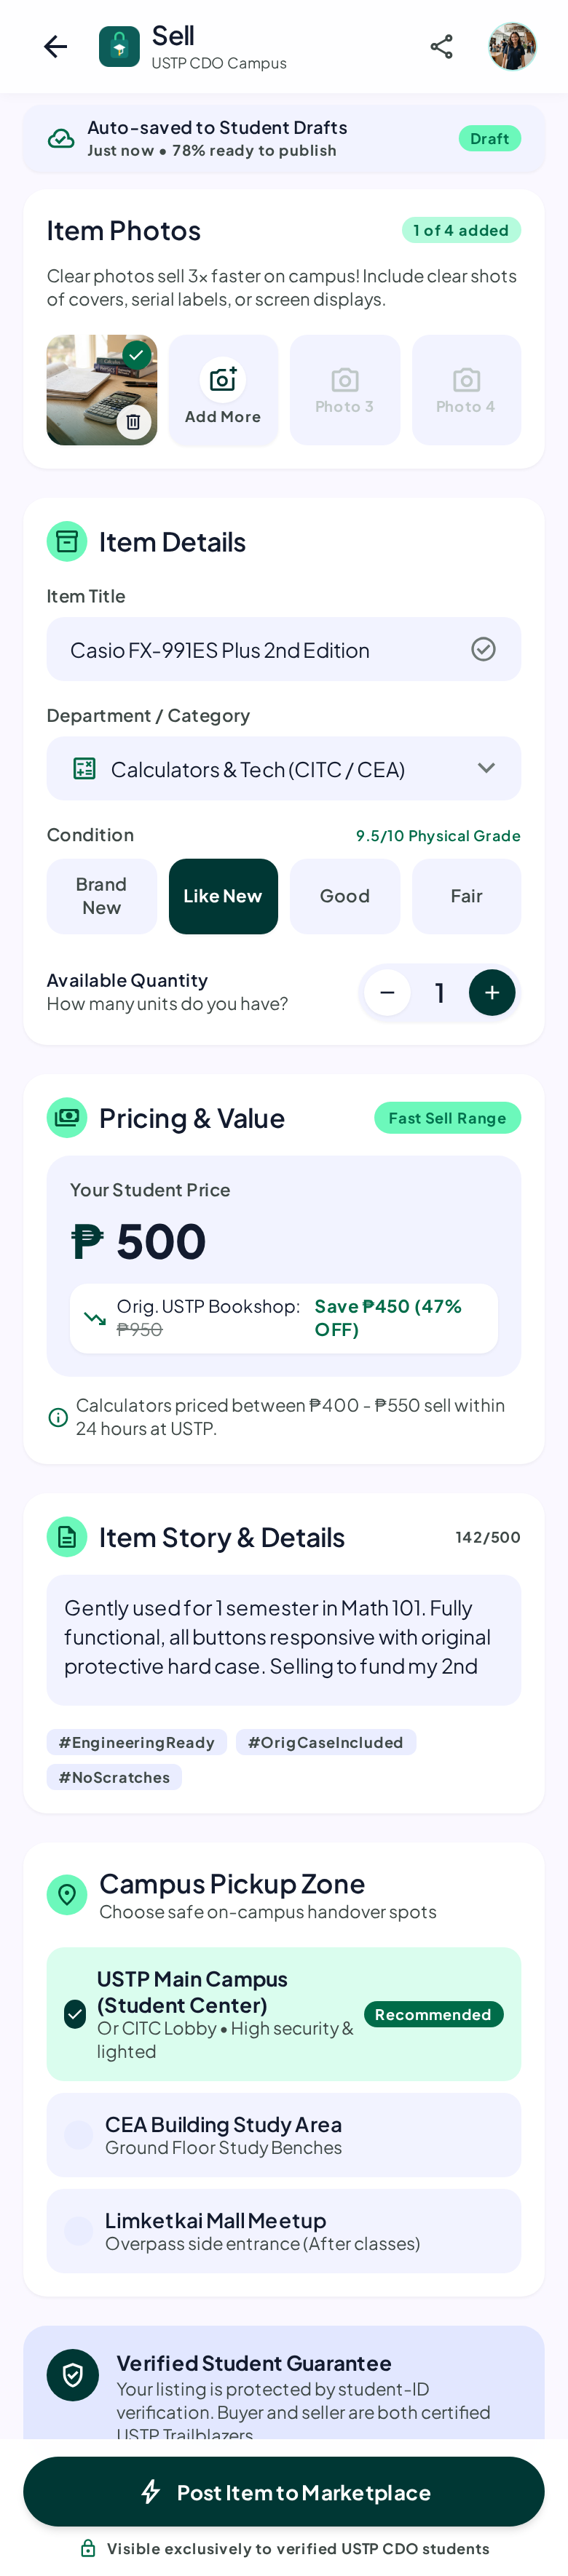 Sell
USTP CDO Campus
Auto-saved to Student Drafts
Just now • 78% ready to publish
Draft
Item Photos
1 of 4 added
Clear photos sell 3× faster on campus! Include clear shots
of covers, serial labels, or screen displays.
Add More
Photo 3
Photo 4
Item Details
Item Title
Casio FX-991ES Plus 2nd Edition
Department / Category
Calculators & Tech (CITC / CEA)
Condition
9.5/10 Physical Grade
Brand
New
Like New
Good
Fair
Available Quantity
How many units do you have?
1
Pricing & Value
Fast Sell Range
Your Student Price
₱ 500
Orig. USTP Bookshop:
₱950
Save ₱450 (47%
OFF)
Calculators priced between ₱400 - ₱550 sell within
24 hours at USTP.
Item Story & Details
142/500
Gently used for 1 semester in Math 101. Fully
functional, all buttons responsive with original
protective hard case. Selling to fund my 2nd
#EngineeringReady
#OrigCaseIncluded
#NoScratches
Campus Pickup Zone
Choose safe on-campus handover spots
USTP Main Campus
(Student Center)
Or CITC Lobby • High security &
lighted
Recommended
CEA Building Study Area
Ground Floor Study Benches
Limketkai Mall Meetup
Overpass side entrance (After classes)
Verified Student Guarantee
Your listing is protected by student-ID
verification. Buyer and seller are both certified
USTP Trailblazers
Post Item to Marketplace
Visible exclusively to verified USTP CDO students